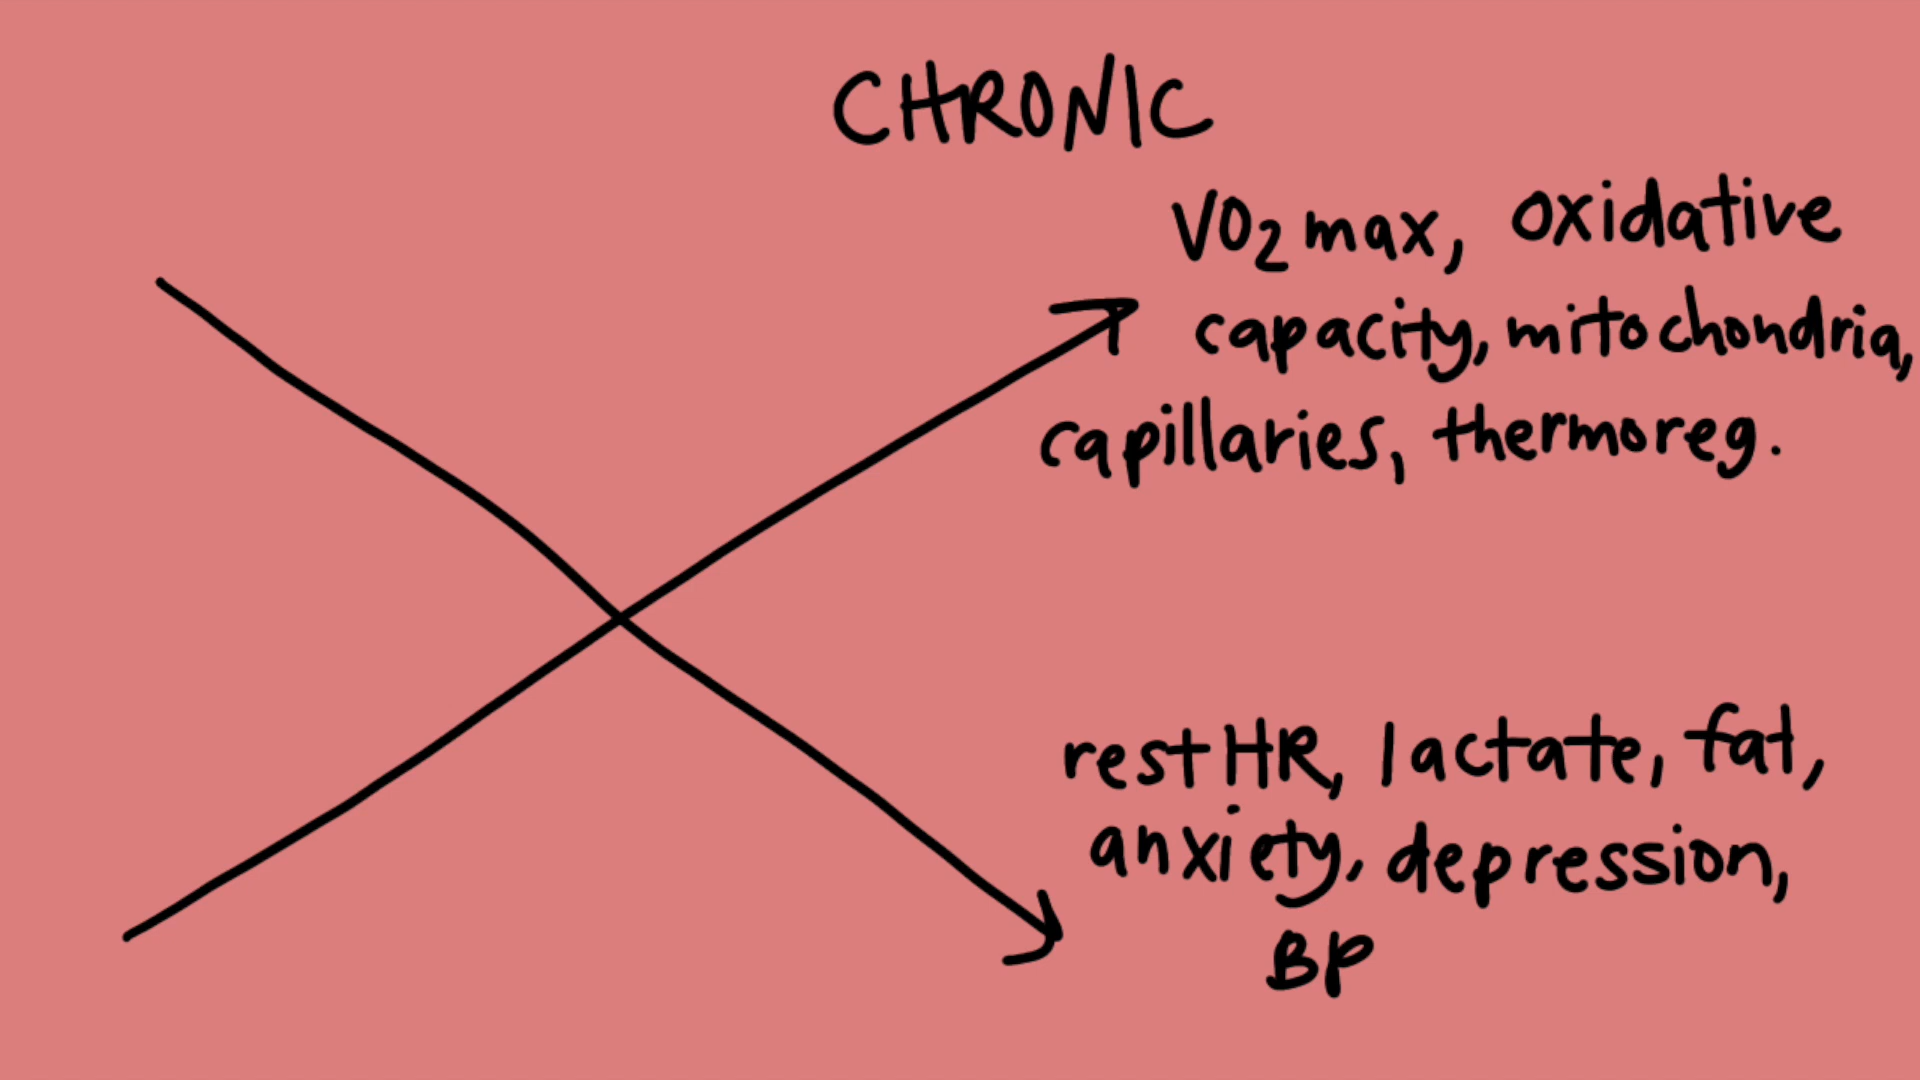 CHRONIC
VO2 max, oxidative
capacity, mitochondria,
capillaries, thermoreg.
rest HR, lactate, fat,
anxiety, depression,
BP